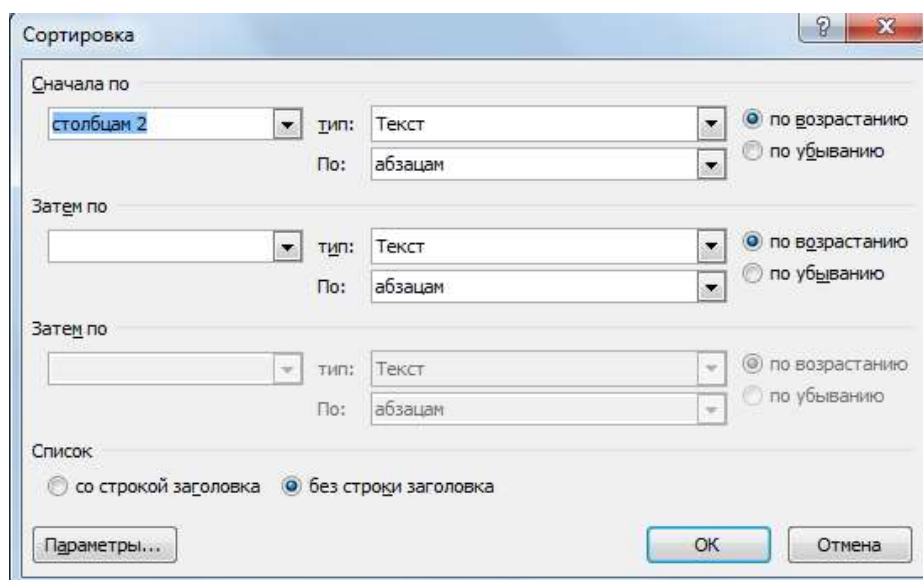 Сортировка
Сначала по
столбцам 2 тип: Текст по возрастанию
По: абзацам по убыванию
Затем по
тип: Текст по возрастанию
По: абзацам по убыванию
Затем по
тип: Текст по возрастанию
По: абзацам по убыванию
Список
со строкой заголовка без строки заголовка
Параметры... ОК Отмена